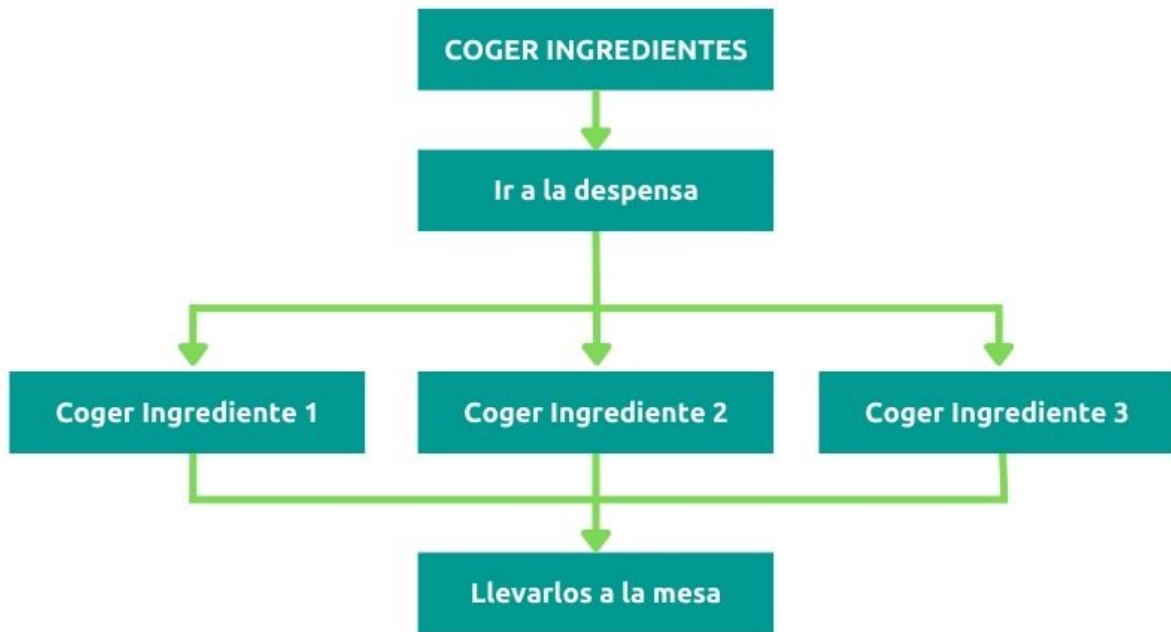 COGER INGREDIENTES
Ir a la despensa
Coger Ingrediente 1
Coger Ingrediente 2
Coger Ingrediente 3
Llevarlos a la mesa